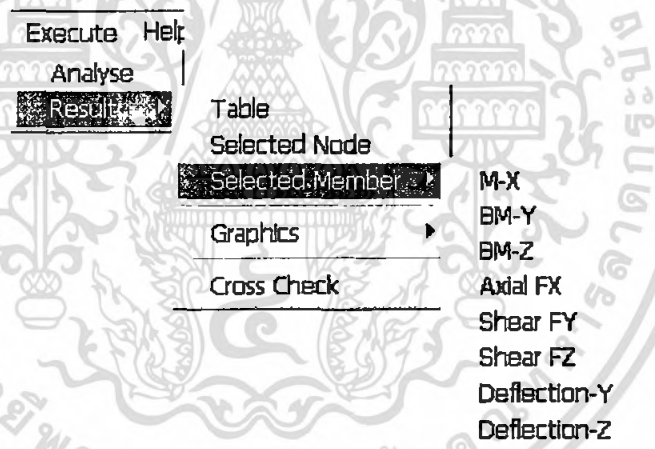 Execute Help
Analyse
Result
Table
Selected Node
Selected Member
Graphics
Cross Check
M-X
BM-Y
BM-Z
Axial FX
Shear FY
Shear FZ
Deflection-Y
Deflection-Z